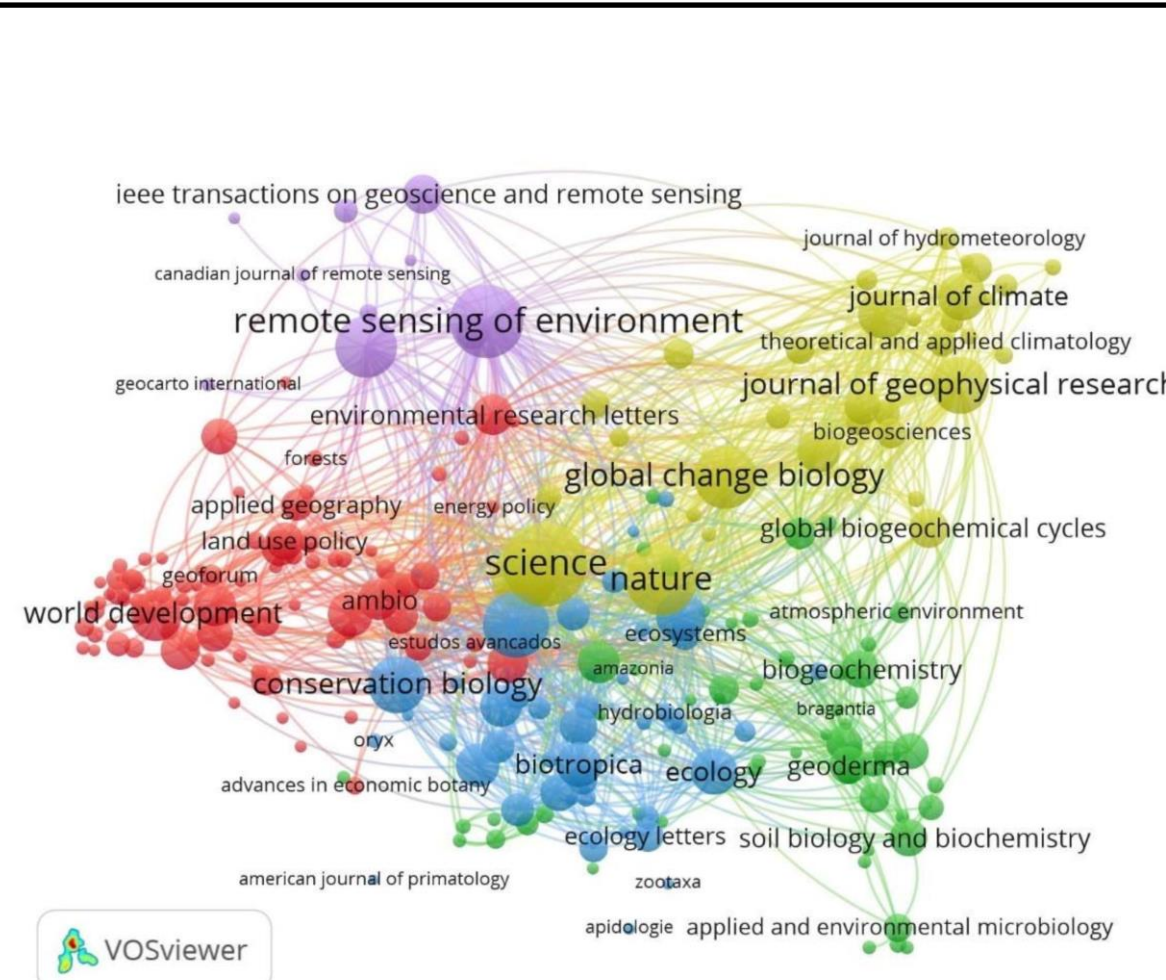 ieee transactions on geoscience and remote sensing
journal of hydrometeorology
canadian journal of remote sensing
journal of climate
remote sensing of environment
theoretical and applied climatology
geocarto international
journal of geophysical research
environmental research letters
biogeosciences
forests
global change biology
applied geography
energy policy
global biogeochemical cycles
land use policy
science
geoforum
nature
ambio
world development
atmospheric environment
estudos avancados
ecosystems
amazonia
biogeochemistry
conservation biology
hydrobiologia
bragantia
oryx
biotropica
ecology
geoderma
advances in economic botany
ecology letters
soil biology and biochemistry
american journal of primatology
zootaxa
apidologie
applied and environmental microbiology
VOSviewer